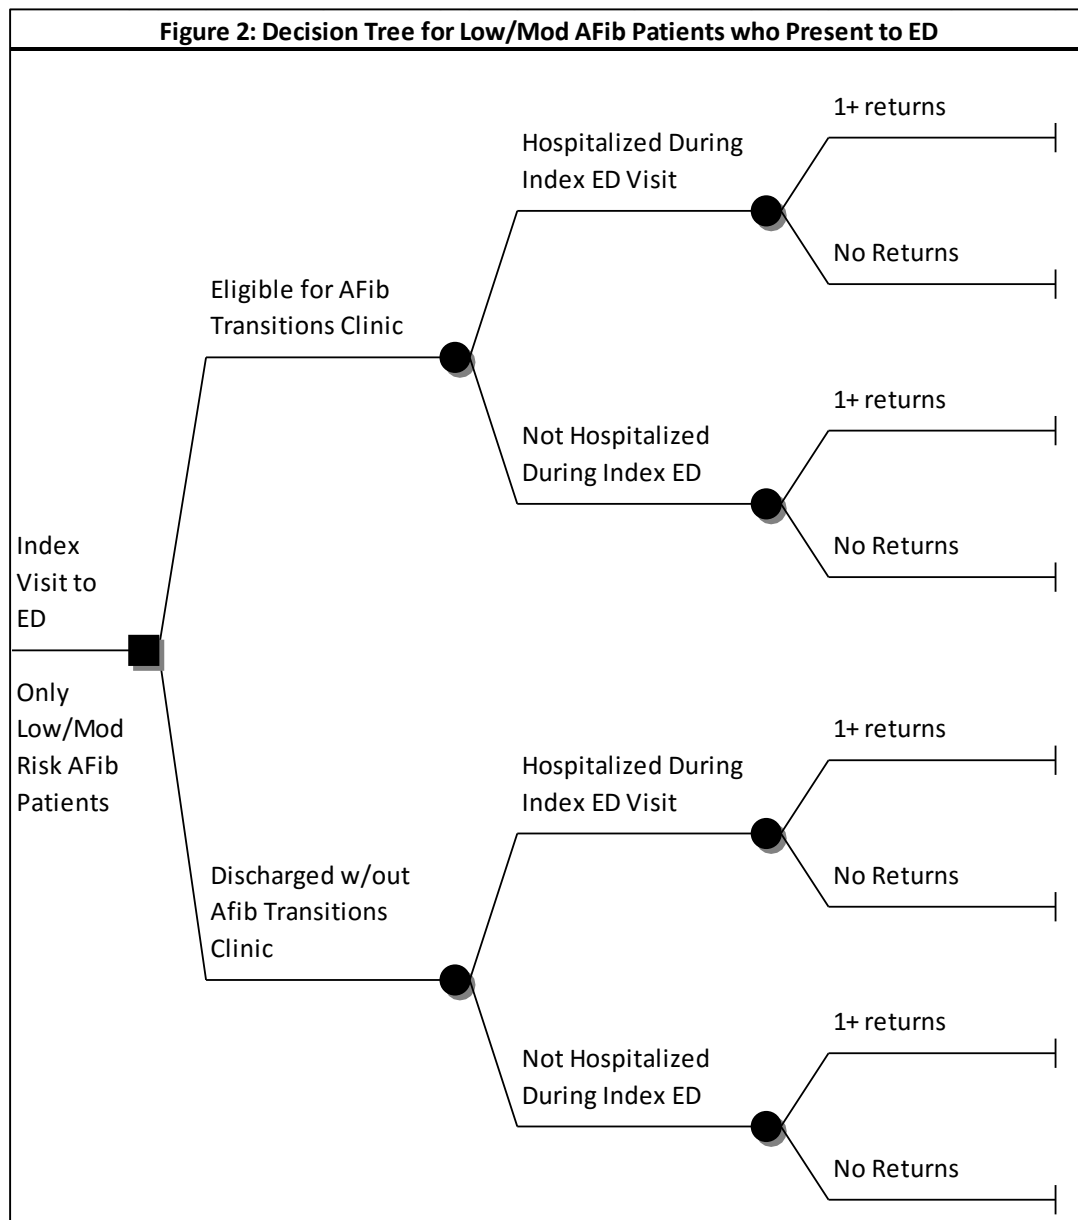 Figure 2: Decision Tree for Low/Mod AFib Patients who Present to ED
1+ returns
Hospitalized During
Index ED Visit
No Returns
Eligible for AFib
Transitions Clinic
1+ returns
Not Hospitalized
During Index ED
No Returns
Index
Visit to
ED
Only
Low/Mod
Risk AFib
Patients
1+ returns
Hospitalized During
Index ED Visit
No Returns
Discharged w/out
Afib Transitions
Clinic
1+ returns
Not Hospitalized
During Index ED
No Returns